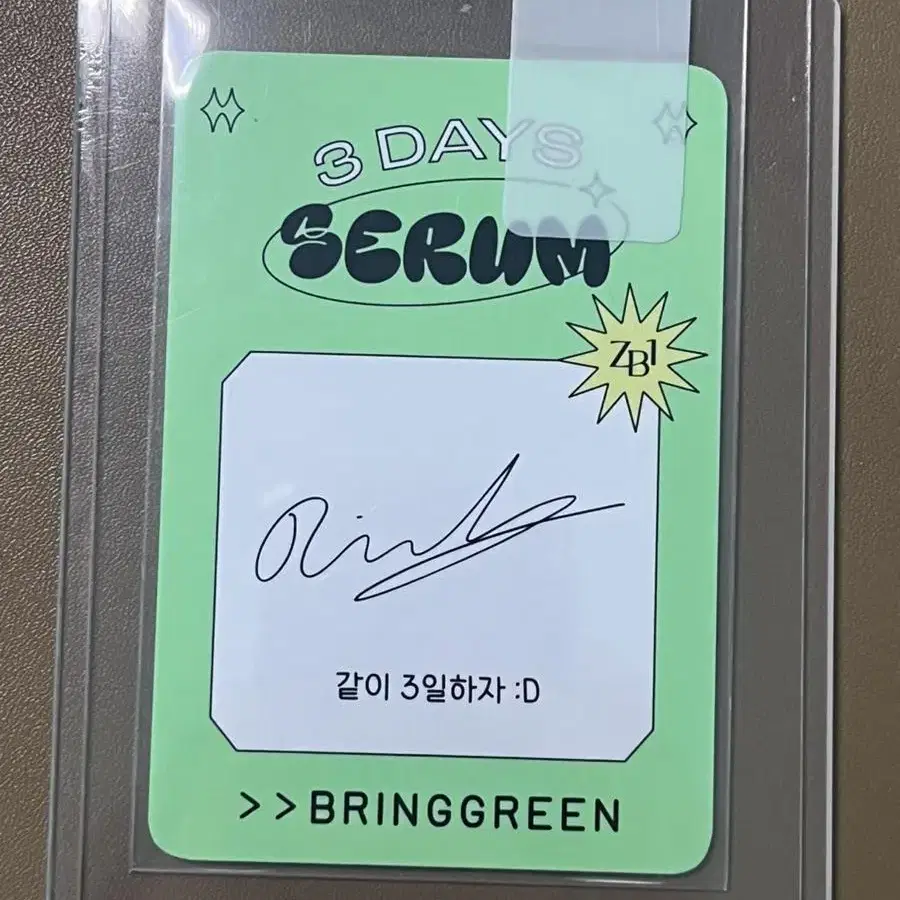 3 DAYS
SERUM
ZB1
같이 3일하자 :D
>>BRINGGREEN